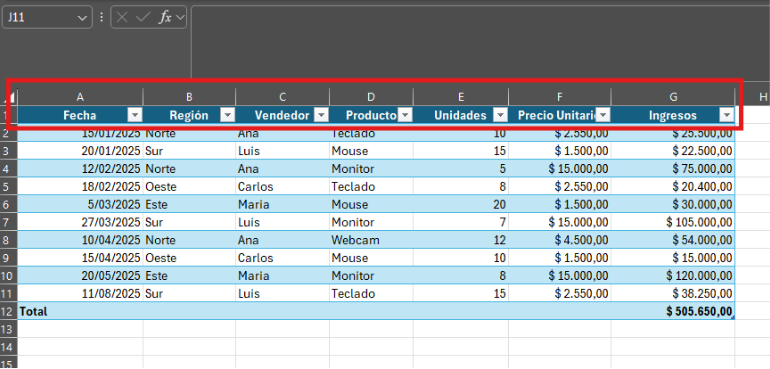 J11 fx
A B C D E F G H
1 Fecha Región Vendedor Producto Unidades Precio Unitari Ingresos
2 15/01/2025 Norte Ana Teclado 10 $ 2.550,00 $ 25.500,00
3 20/01/2025 Sur Luis Mouse 15 $ 1.500,00 $ 22.500,00
4 12/02/2025 Norte Ana Monitor 5 $ 15.000,00 $ 75.000,00
5 18/02/2025 Oeste Carlos Teclado 8 $ 2.550,00 $ 20.400,00
6 5/03/2025 Este Maria Mouse 20 $ 1.500,00 $ 30.000,00
7 27/03/2025 Sur Luis Monitor 7 $ 15.000,00 $ 105.000,00
8 10/04/2025 Norte Ana Webcam 12 $ 4.500,00 $ 54.000,00
9 15/04/2025 Oeste Carlos Mouse 10 $ 1.500,00 $ 15.000,00
10 20/05/2025 Este Maria Monitor 8 $ 15.000,00 $ 120.000,00
11 11/08/2025 Sur Luis Teclado 15 $ 2.550,00 $ 38.250,00
12 Total $ 505.650,00
13
14
15